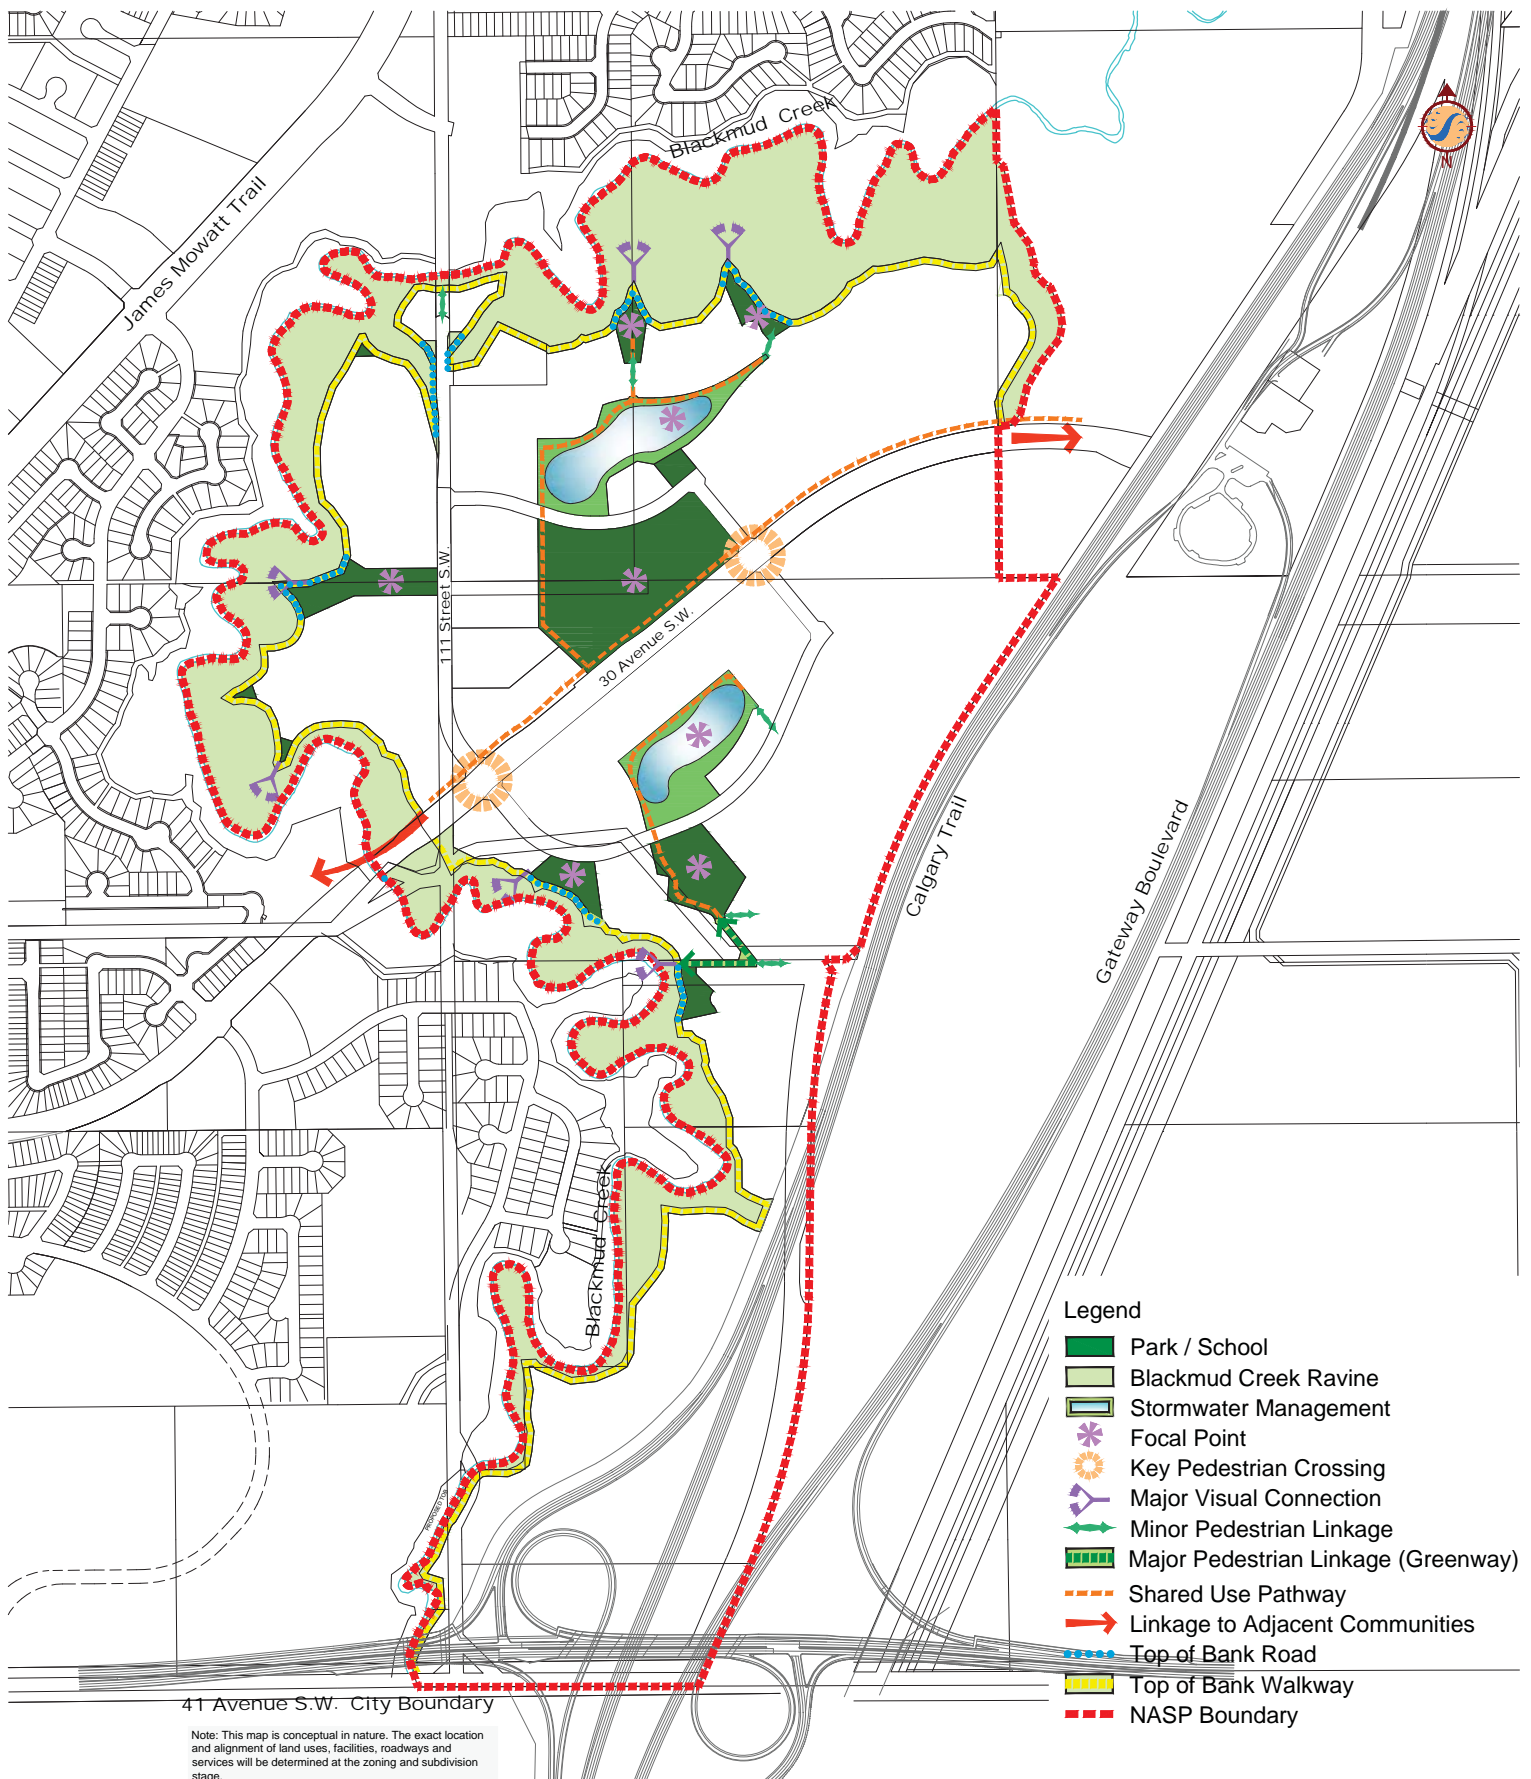 Blackmud Creek
N
James Mowatt Trail
111 Street S.W.
30 Avenue S.W.
Calgary Trail
Gateway Boulevard
Blackmud Creek
PROPOSED TOB
41 Avenue S.W. City Boundary
Legend
Park / School
Blackmud Creek Ravine
Stormwater Management
Focal Point
Key Pedestrian Crossing
Major Visual Connection
Minor Pedestrian Linkage
Major Pedestrian Linkage (Greenway)
Shared Use Pathway
Linkage to Adjacent Communities
Top of Bank Road
Top of Bank Walkway
NASP Boundary
Note: This map is conceptual in nature. The exact location
and alignment of land uses, facilities, roadways and
services will be determined at the zoning and subdivision
stage.